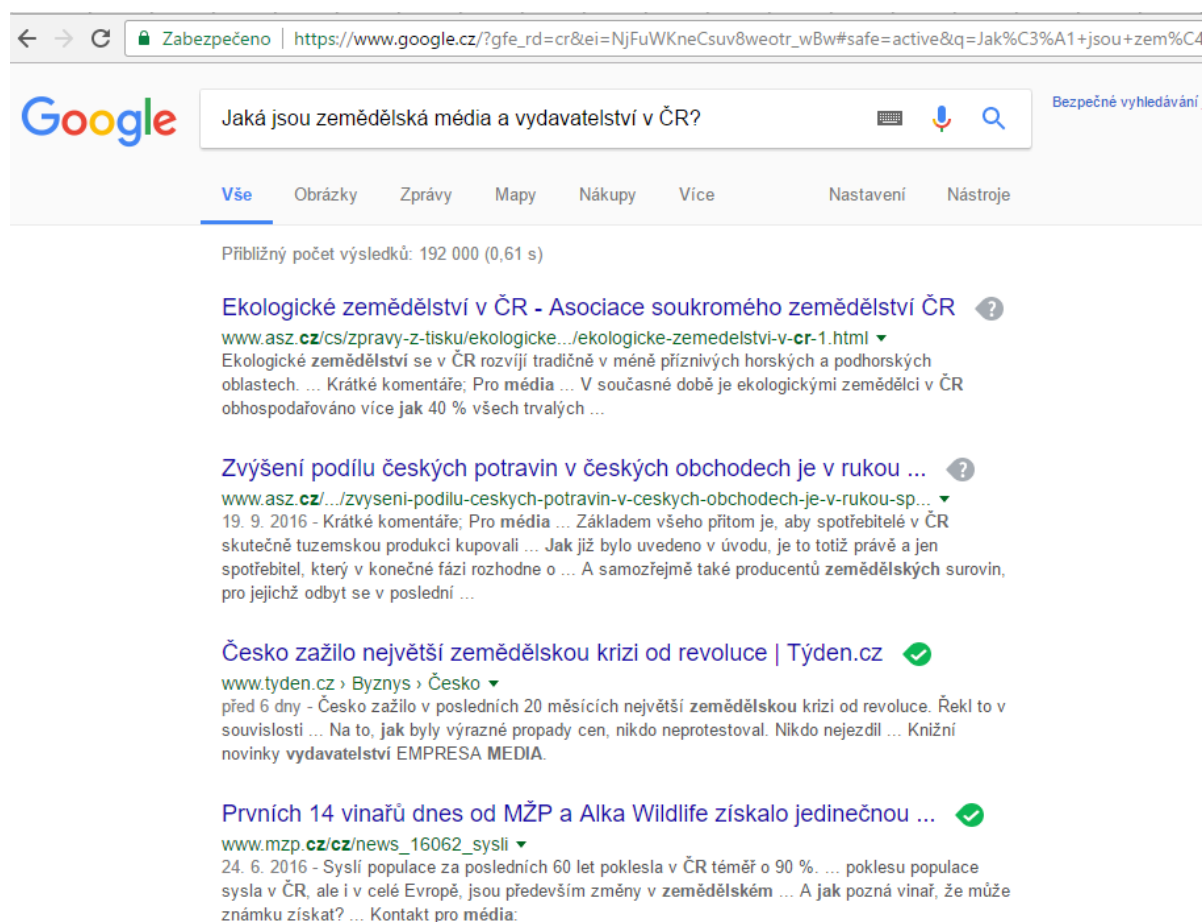 Zabezpečeno | https://www.google.cz/?gfe_rd=cr&ei=NjFuWKneCsuv8weotr_wBw#safe=active&q=Jak%C3%A1+jsou+zem%C4
Google
Jaká jsou zemědělská média a vydavatelství v ČR?
Bezpečné vyhledávání
Vše Obrázky Zprávy Mapy Nákupy Více Nastavení Nástroje
Přibližný počet výsledků: 192 000 (0,61 s)
Ekologické zemědělství v ČR - Asociace soukromého zemědělství ČR
www.asz.cz/cs/zpravy-z-tisku/ekologicke.../ekologicke-zemedelstvi-v-cr-1.html
Ekologické zemědělství se v ČR rozvíjí tradičně v méně příznivých horských a podhorských
oblastech. ... Krátké komentáře; Pro média ... V současné době je ekologickými zemědělci v ČR
obhospodařováno více jak 40 % všech trvalých ...
Zvýšení podílu českých potravin v českých obchodech je v rukou ...
www.asz.cz/.../zvyseni-podilu-ceskych-potravin-v-ceskych-obchodech-je-v-rukou-sp...
19. 9. 2016 - Krátké komentáře; Pro média ... Základem všeho přitom je, aby spotřebitelé v ČR
skutečně tuzemskou produkci kupovali ... Jak již bylo uvedeno v úvodu, je to totiž právě a jen
spotřebitel, který v konečné fázi rozhodne o ... A samozřejmě také producentů zemědělských surovin,
pro jejichž odbyt se v poslední ...
Česko zažilo největší zemědělskou krizi od revoluce | Týden.cz
www.tyden.cz › Byznys › Česko
před 6 dny - Česko zažilo v posledních 20 měsících největší zemědělskou krizi od revoluce. Řekl to v
souvislosti ... Na to, jak byly výrazné propady cen, nikdo neprotestoval. Nikdo nejezdil ... Knižní
novinky vydavatelství EMPRESA MEDIA.
Prvních 14 vinařů dnes od MŽP a Alka Wildlife získalo jedinečnou ...
www.mzp.cz/cz/news_16062_sysli
24. 6. 2016 - Syslí populace za posledních 60 let poklesla v ČR téměř o 90 %. ... poklesu populace
sysla v ČR, ale i v celé Evropě, jsou především změny v zemědělském ... A jak pozná vinař, že může
známku získat? ... Kontakt pro média: